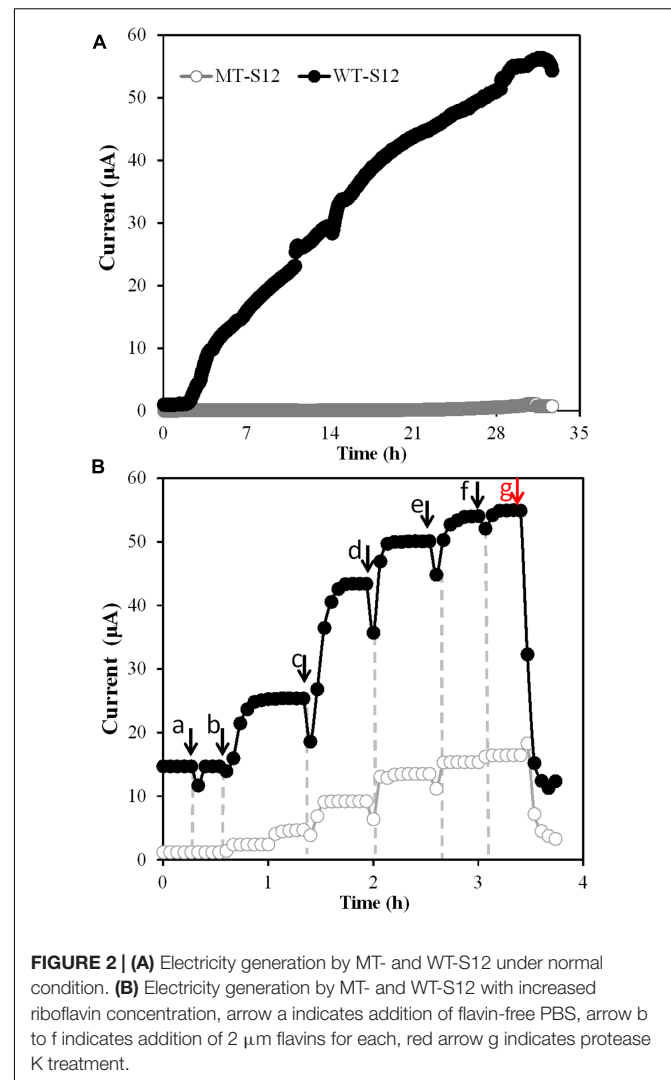 A
MT-S12 WT-S12
60
50
40
30
20
10
0
Current (μA)
0 7 14 21 28 35
Time (h)
B
60
50
40
30
20
10
0
Current (μA)
a b c d e f g
0 1 2 3 4
Time (h)
FIGURE 2 | (A) Electricity generation by MT- and WT-S12 under normal
condition. (B) Electricity generation by MT- and WT-S12 with increased
riboflavin concentration, arrow a indicates addition of flavin-free PBS, arrow b
to f indicates addition of 2 μm flavins for each, red arrow g indicates protease
K treatment.